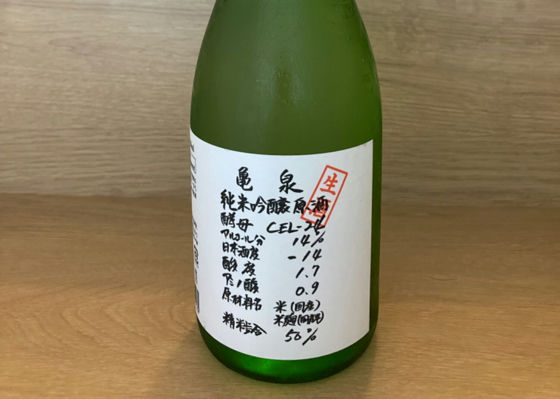 亀泉
生酒
純米吟醸原酒
酵母 CEL-24
アルコール分 14%
日本酒度 -14
酸度 1.7
アミノ酸 0.9
原材料名 米(国産)
米麹(国産)
精米歩合 50%